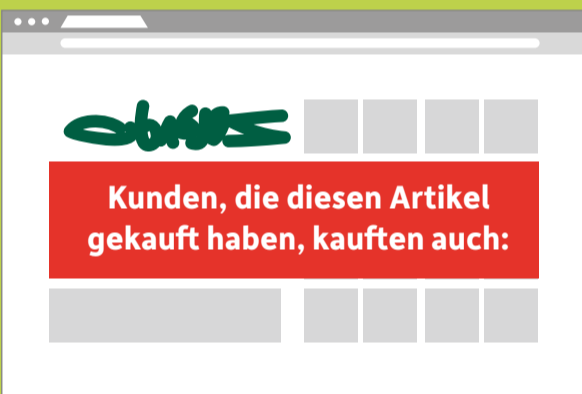 Kunden, die diesen Artikel
gekauft haben, kauften auch: